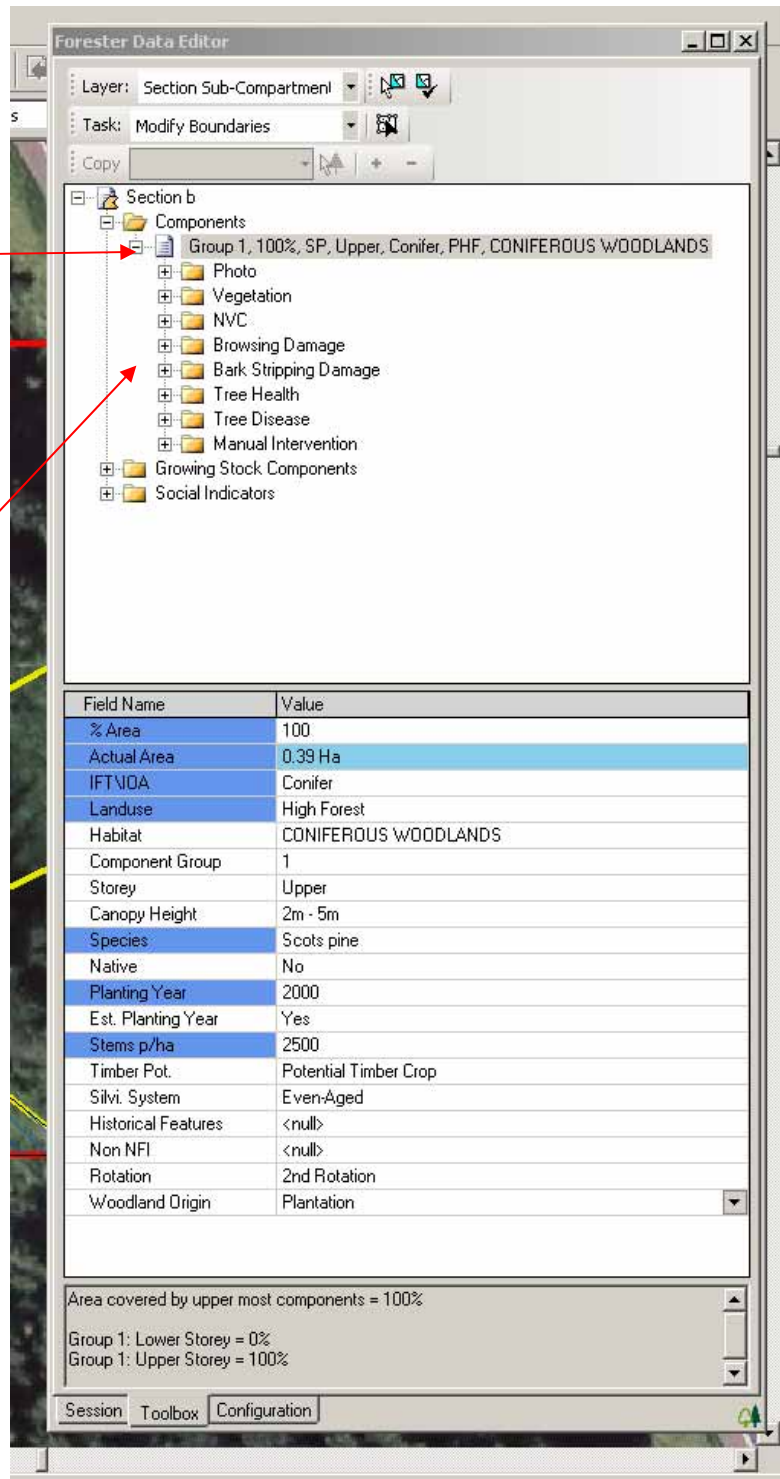 Forester Data Editor
Layer: Section Sub-Compartment
s
Task: Modify Boundaries
Copy
Section b
Components
Group 1, 100%, SP, Upper, Conifer, PHF, CONIFEROUS WOODLANDS
Photo
Vegetation
NVC
Browsing Damage
Bark Stripping Damage
Tree Health
Tree Disease
Manual Intervention
Growing Stock Components
Social Indicators
Field Name Value
% Area 100
Actual Area 0.39 Ha
IFT\IOA Conifer
Landuse High Forest
Habitat CONIFEROUS WOODLANDS
Component Group 1
Storey Upper
Canopy Height 2m - 5m
Species Scots pine
Native No
Planting Year 2000
Est. Planting Year Yes
Stems p/ha 2500
Timber Pot. Potential Timber Crop
Silvi. System Even-Aged
Historical Features <null>
Non NFI <null>
Rotation 2nd Rotation
Woodland Origin Plantation
Area covered by upper most components = 100%
Group 1: Lower Storey = 0%
Group 1: Upper Storey = 100%
Session Toolbox Configuration